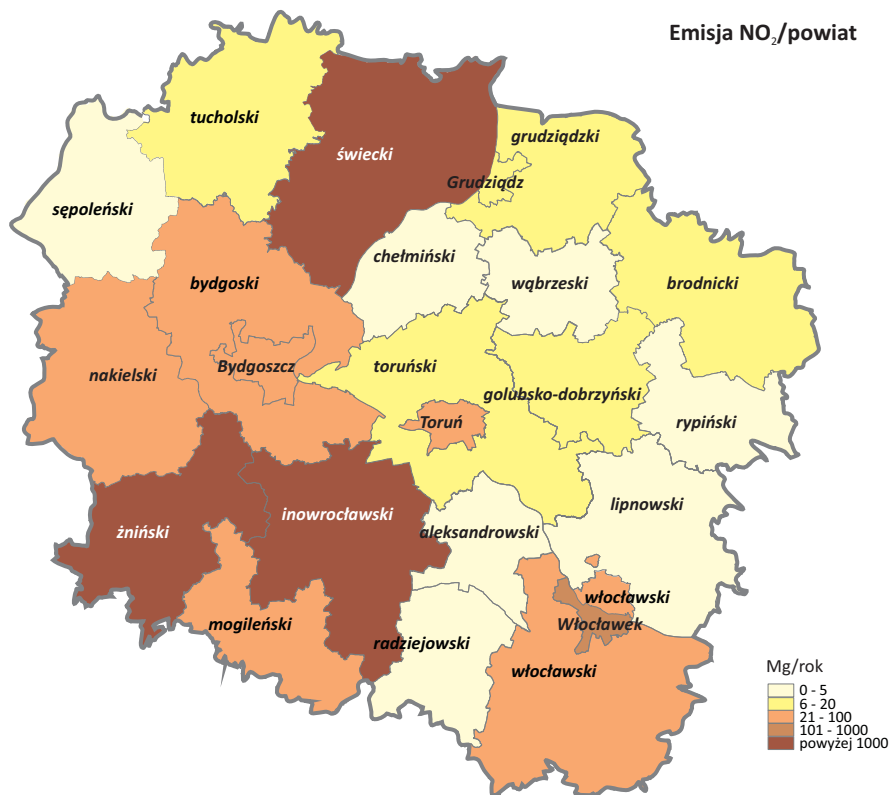 Emisja NO₂/powiat
tucholski
grudziądzki
świecki
Grudziądz
sępoleński
chełmiński
wąbrzeski
brodnicki
bydgoski
toruński
Bydgoszcz
nakielski
golubsko-dobrzyński
Toruń
rypiński
lipnowski
inowrocławski
aleksandrowski
żniński
włocławski
mogileński
Włocławek
radziejowski
włocławski
Mg/rok
0 - 5
6 - 20
21 - 100
101 - 1000
powyżej 1000